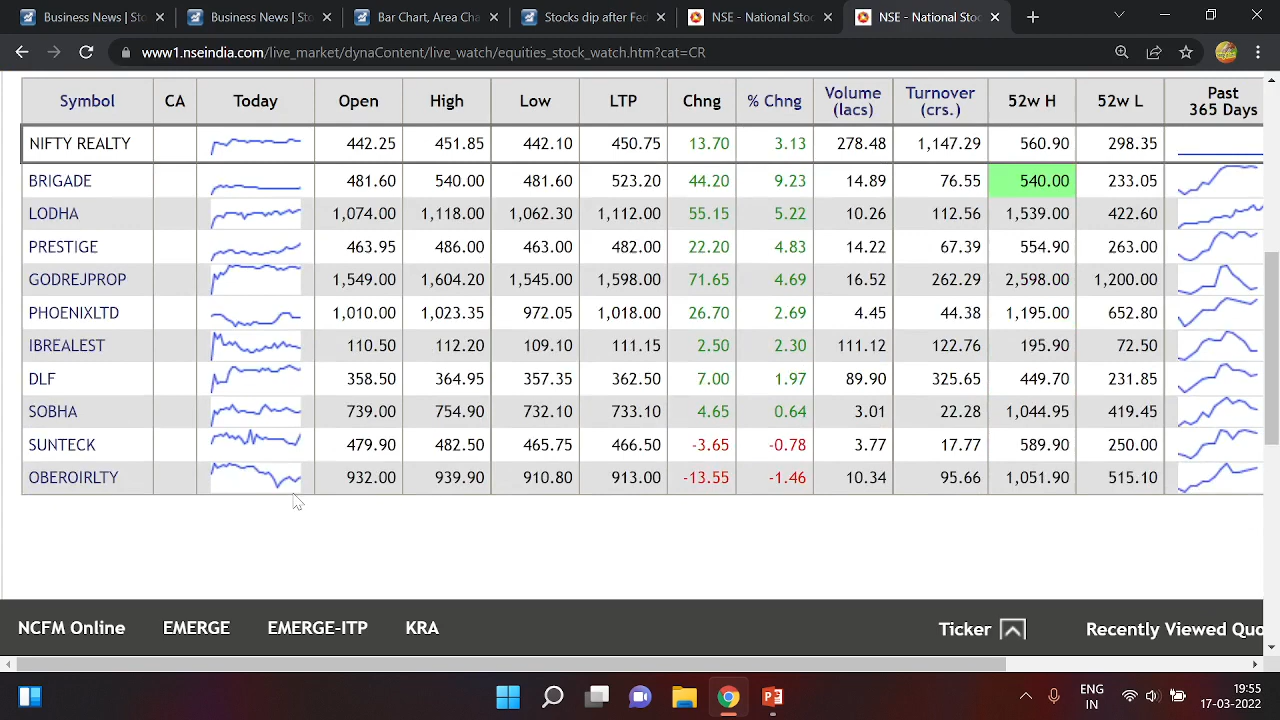 Business News | Sto
Business News | Sto
Bar Chart, Area Cha
Stocks dip after Fed
NSE - National Stoc
NSE - National Stoc
www1.nseindia.com/live_market/dynaContent/live_watch/equities_stock_watch.htm?cat=CR
Symbol CA Today Open High Low LTP Chng % Chng Volume (lacs) Turnover (crs.) 52w H 52w L Past 365 Days
NIFTY REALTY 442.25 451.85 442.10 450.75 13.70 3.13 278.48 1,147.29 560.90 298.35
BRIGADE 481.60 540.00 481.60 523.20 44.20 9.23 14.89 76.55 540.00 233.05
LODHA 1,074.00 1,118.00 1,062.30 1,112.00 55.15 5.22 10.26 112.56 1,539.00 422.60
PRESTIGE 463.95 486.00 463.00 482.00 22.20 4.83 14.22 67.39 554.90 263.00
GODREJPROP 1,549.00 1,604.20 1,545.00 1,598.00 71.65 4.69 16.52 262.29 2,598.00 1,200.00
PHOENIXLTD 1,010.00 1,023.35 972.05 1,018.00 26.70 2.69 4.45 44.38 1,195.00 652.80
IBREALEST 110.50 112.20 109.10 111.15 2.50 2.30 111.12 122.76 195.90 72.50
DLF 358.50 364.95 357.35 362.50 7.00 1.97 89.90 325.65 449.70 231.85
SOBHA 739.00 754.90 732.10 733.10 4.65 0.64 3.01 22.28 1,044.95 419.45
SUNTECK 479.90 482.50 465.75 466.50 -3.65 -0.78 3.77 17.77 589.90 250.00
OBEROIRLTY 932.00 939.90 910.80 913.00 -13.55 -1.46 10.34 95.66 1,051.90 515.10
NCFM Online EMERGE EMERGE-ITP KRA Ticker Recently Viewed Quo
ENG IN
19:55
17-03-2022